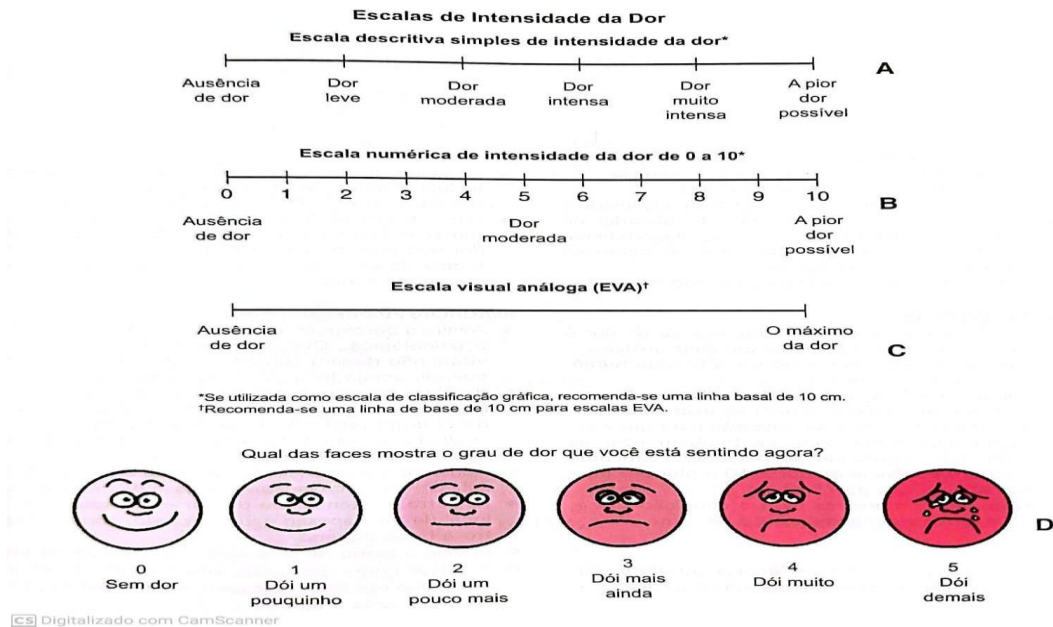 Escalas de Intensidade da Dor
Escala descritiva simples de intensidade da dor*
A
Ausência de dor
Dor leve
Dor moderada
Dor intensa
Dor muito intensa
A pior dor possível
Escala numérica de intensidade da dor de 0 a 10*
0 1 2 3 4 5 6 7 8 9 10
B
Ausência de dor
Dor moderada
A pior dor possível
Escala visual análoga (EVA)†
Ausência de dor
O máximo da dor
C
*Se utilizada como escala de classificação gráfica, recomenda-se uma linha basal de 10 cm.
†Recomenda-se uma linha de base de 10 cm para escalas EVA.
Qual das faces mostra o grau de dor que você está sentindo agora?
D
0
Sem dor
1
Dói um pouquinho
2
Dói um pouco mais
3
Dói mais ainda
4
Dói muito
5
Dói demais
CS Digitalizado com CamScanner